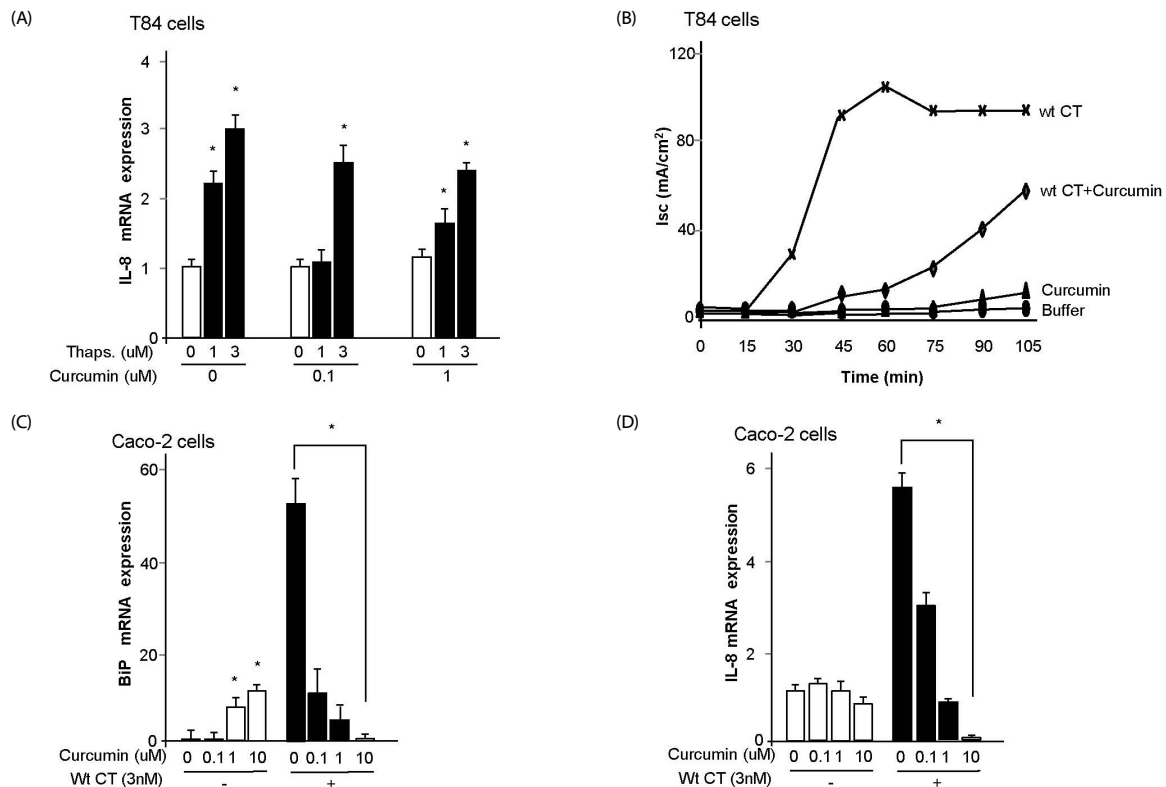 (A)
T84 cells
IL-8 mRNA expression
4
3
2
1
0
* * * * *
Thaps. (uM) 0 1 3 0 1 3 0 1 3
Curcumin (uM) 0 0.1 1
(B)
T84 cells
Isc (mA/cm²)
120
80
40
0
wt CT
wt CT+Curcumin
Curcumin
Buffer
0 15 30 45 60 75 90 105
Time (min)
(C)
Caco-2 cells
BiP mRNA expression
60
40
20
0
*
* *
Curcumin (uM) 0 0.1 1 10 0 0.1 1 10
Wt CT (3nM) - +
(D)
Caco-2 cells
IL-8 mRNA expression
6
4
2
0
*
Curcumin (uM) 0 0.1 1 10 0 0.1 1 10
Wt CT (3nM) - +